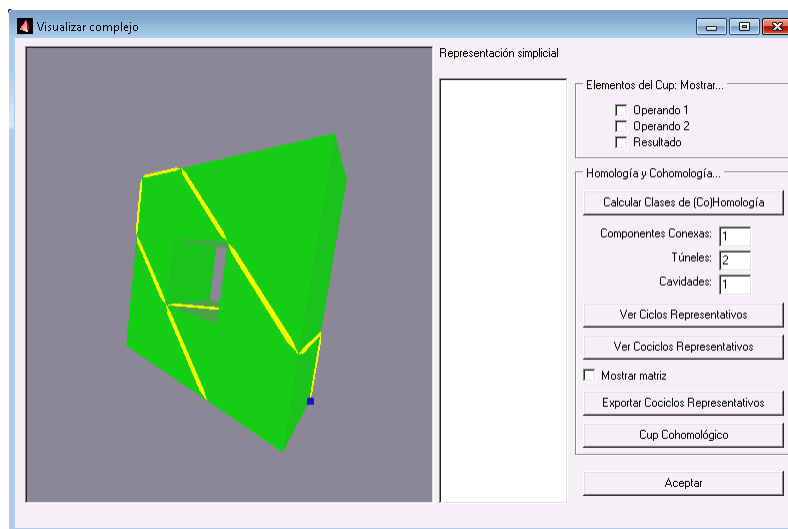 Visualizar complejo
Representación simplicial
Elementos del Cup: Mostrar...
Operando 1
Operando 2
Resultado
Homología y Cohomología...
Calcular Clases de (Co)Homología
Componentes Conexas: 1
Túneles: 2
Cavidades: 1
Ver Ciclos Representativos
Ver Cociclos Representativos
Mostrar matriz
Exportar Cociclos Representativos
Cup Cohomológico
Aceptar